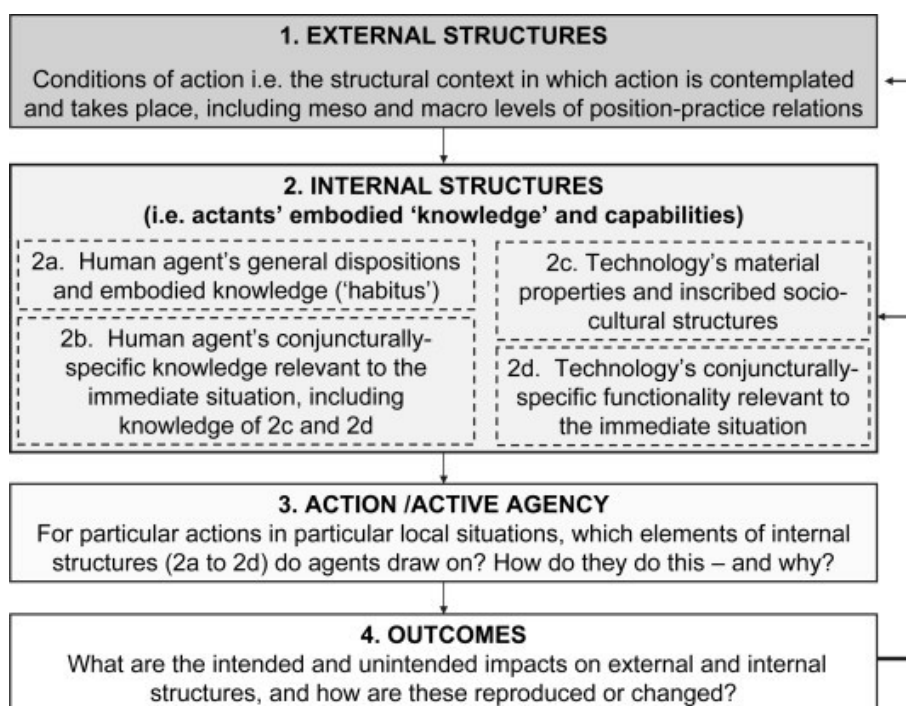 1. EXTERNAL STRUCTURES
Conditions of action i.e. the structural context in which action is contemplated
and takes place, including meso and macro levels of position-practice relations
2. INTERNAL STRUCTURES
(i.e. actants' embodied 'knowledge' and capabilities)
2a. Human agent's general dispositions
and embodied knowledge ('habitus')
2b. Human agent's conjuncturally-
specific knowledge relevant to the
immediate situation, including
knowledge of 2c and 2d
2c. Technology's material
properties and inscribed socio-
cultural structures
2d. Technology's conjuncturally-
specific functionality relevant to
the immediate situation
3. ACTION /ACTIVE AGENCY
For particular actions in particular local situations, which elements of internal
structures (2a to 2d) do agents draw on? How do they do this – and why?
4. OUTCOMES
What are the intended and unintended impacts on external and internal
structures, and how are these reproduced or changed?